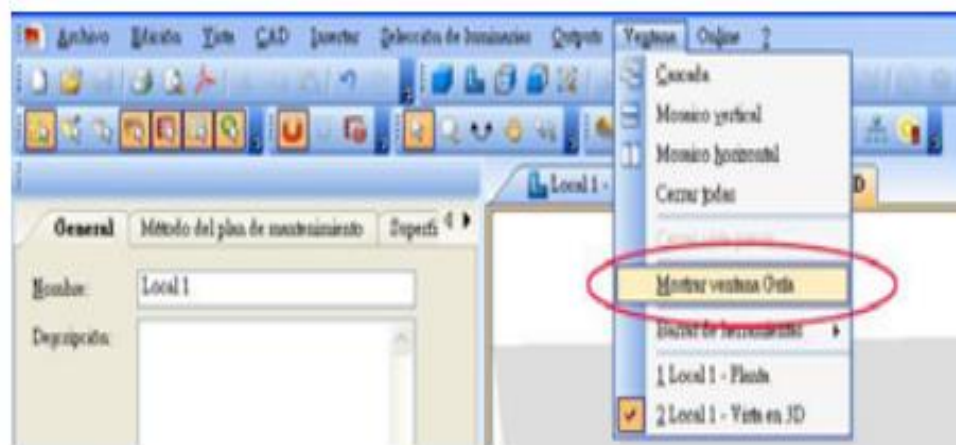 Archivo Edición Vista CAD Insertar Selección de luminarias Outputs Ventana Online ?
Cascada
Mosaico vertical
Mosaico horizontal
Cerrar todas
Mostrar ventana Guía
Barras de herramientas
1 Local 1 - Planta
2 Local 1 - Vista en 3D
Local 1 -
D
General Método del plan de mantenimiento Superfi
Nombre: Local 1
Descripción: